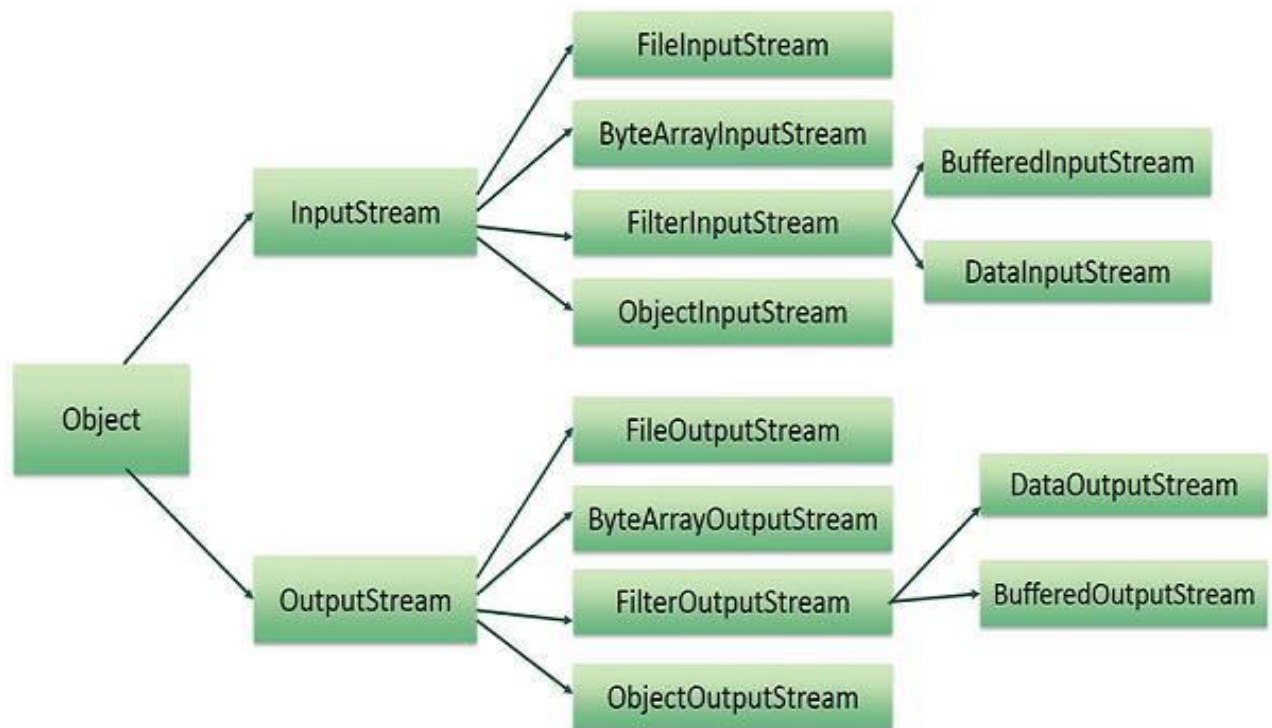 Object
InputStream
FileInputStream
ByteArrayInputStream
FilterInputStream
ObjectInputStream
BufferedInputStream
DataInputStream
OutputStream
FileOutputStream
ByteArrayOutputStream
FilterOutputStream
ObjectOutputStream
DataOutputStream
BufferedOutputStream